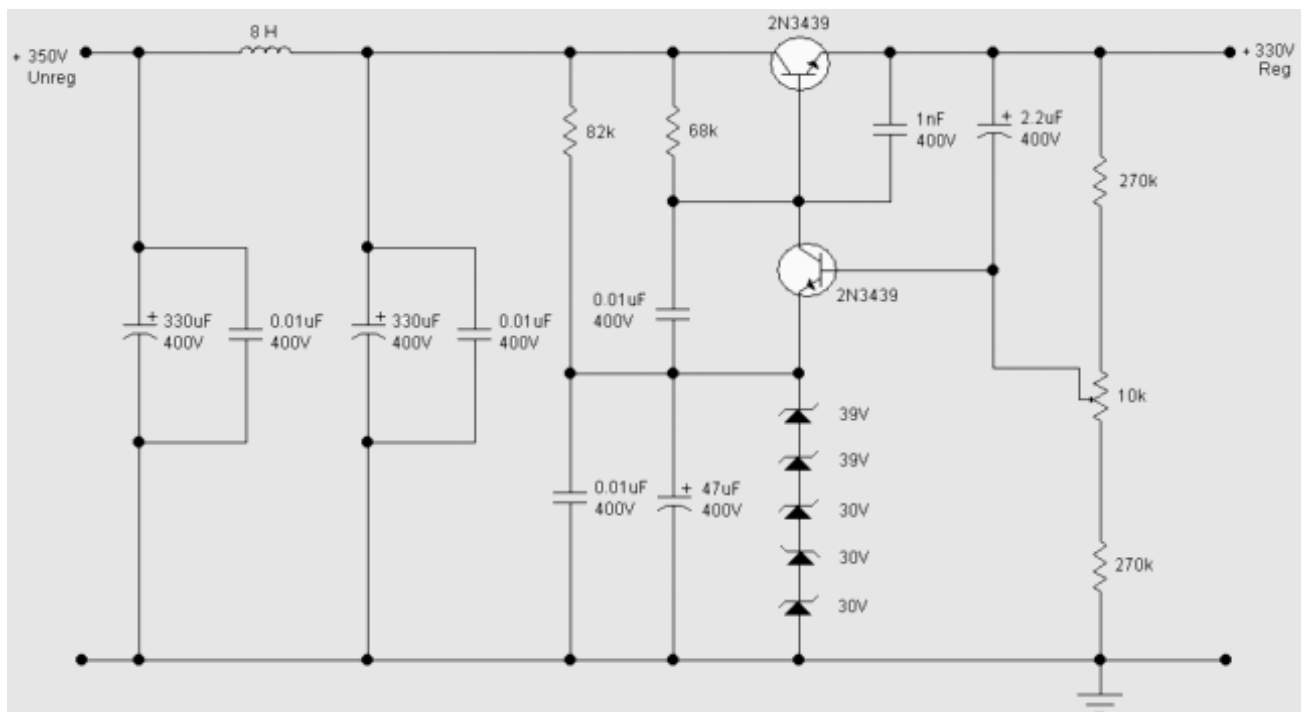 8 H
2N3439
+ 350V
Unreg
+ 330V
Reg
82k
68k
1nF
400V
+ 2.2uF
400V
270k
2N3439
0.01uF
400V
+ 330uF
400V
0.01uF
400V
+ 330uF
400V
0.01uF
400V
10k
39V
39V
0.01uF
400V
+ 47uF
400V
30V
30V
30V
270k